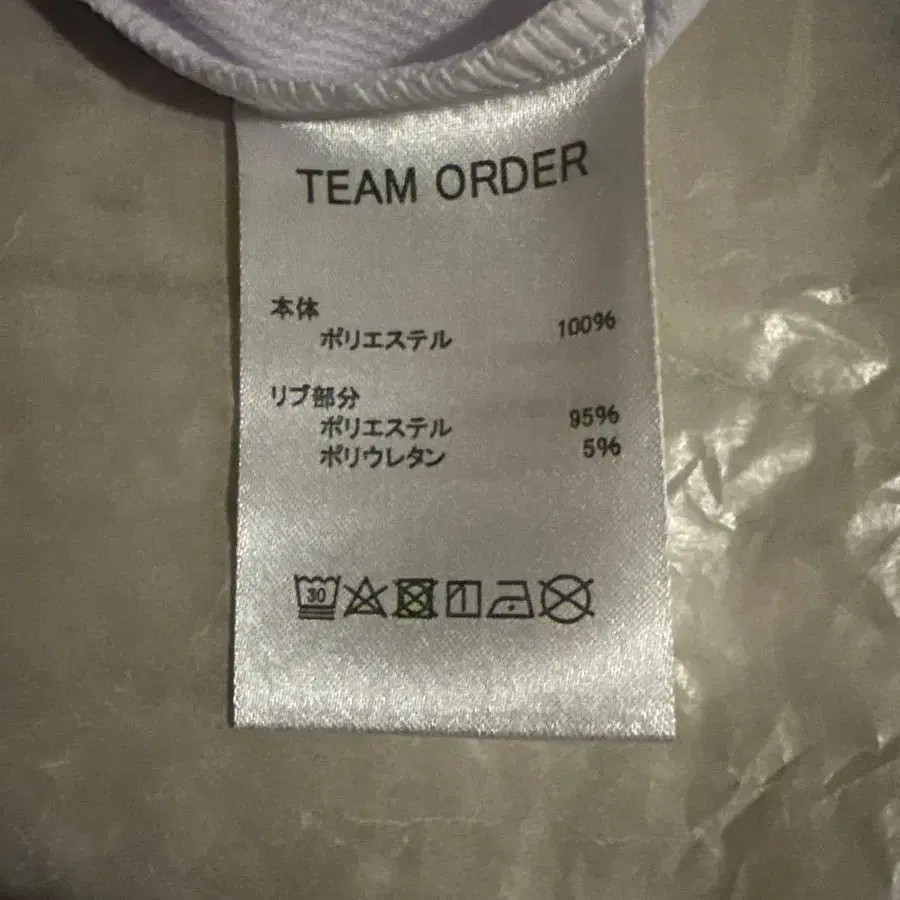 TEAM ORDER
本体
ポリエステル 100%
リブ部分
ポリエステル 95%
ポリウレタン 5%
30